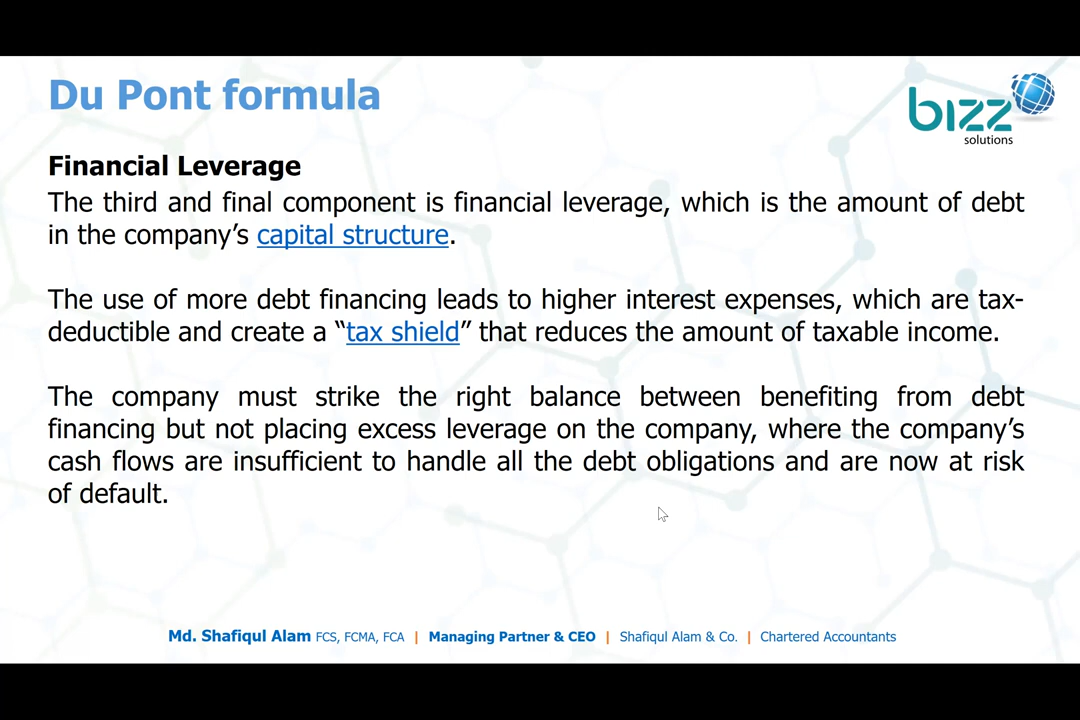 Du Pont formula
bizz
solutions
Financial Leverage
The third and final component is financial leverage, which is the amount of debt
in the company’s capital structure.
The use of more debt financing leads to higher interest expenses, which are tax-
deductible and create a “tax shield” that reduces the amount of taxable income.
The company must strike the right balance between benefiting from debt
financing but not placing excess leverage on the company, where the company’s
cash flows are insufficient to handle all the debt obligations and are now at risk
of default.
Md. Shafiqul Alam FCS, FCMA, FCA | Managing Partner & CEO | Shafiqul Alam & Co. | Chartered Accountants